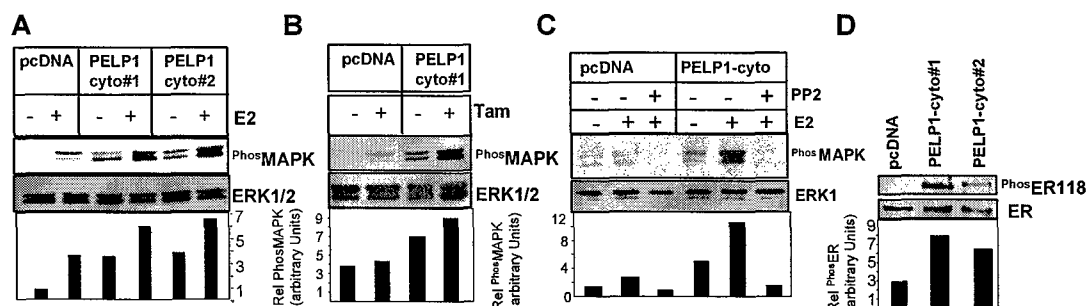 A
pcDNA PELP1 cyto#1 PELP1 cyto#2
- + - + - + E2
PhosMAPK
ERK1/2
7
5
3
1
Rel PhosMAPK
(arbitrary Units)
B
pcDNA PELP1 cyto#1
- + - + Tam
PhosMAPK
ERK1/2
9
7
5
3
1
C
pcDNA PELP1-cyto
- - + - - + PP2
- + + - + + E2
PhosMAPK
ERK1
Rel PhosMAPK
(arbitrary Units)
12
8
4
0
D
pcDNA
PELP1-cyto#1
PELP1-cyto#2
PhosER118
ER
Rel PhosER
(arbitrary Units)
9
7
5
3
1